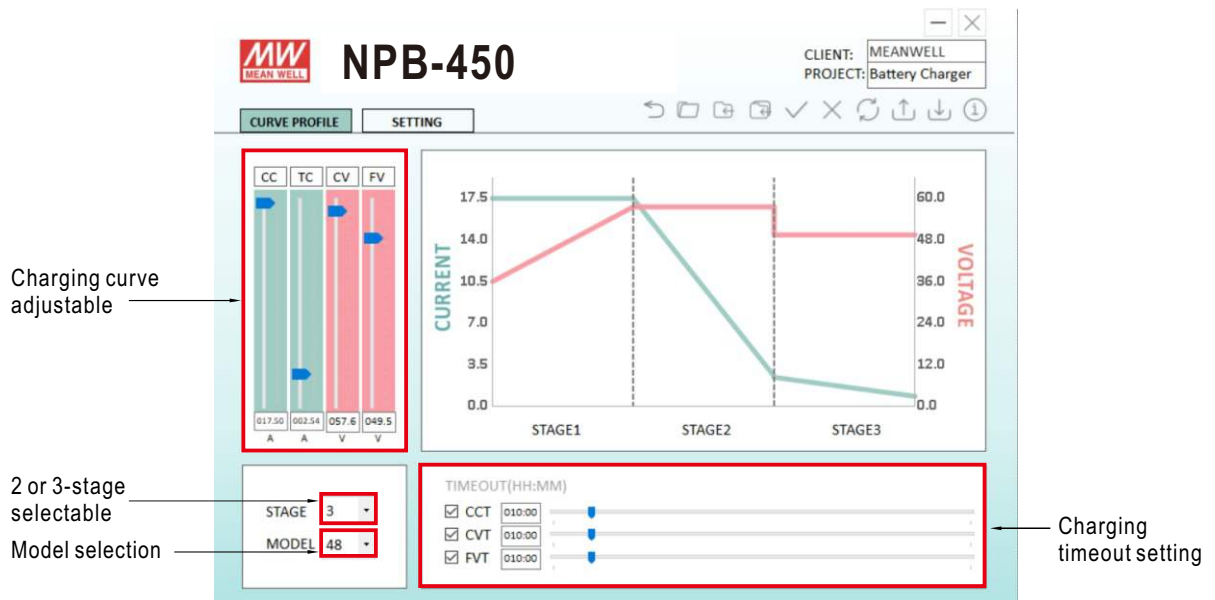 MW
MEAN WELL
NPB-450
CLIENT: MEANWELL
PROJECT: Battery Charger
CURVE PROFILE
SETTING
CC TC CV FV
017.50 002.54 057.6 049.5
A A V V
17.5
14.0
10.5
7.0
3.5
0.0
CURRENT
60.0
48.0
36.0
24.0
12.0
0.0
VOLTAGE
STAGE1 STAGE2 STAGE3
Charging curve
adjustable
2 or 3-stage
selectable
Model selection
STAGE 3
MODEL 48
TIMEOUT(HH:MM)
CCT 010:00
CVT 010:00
FVT 010:00
Charging
timeout setting